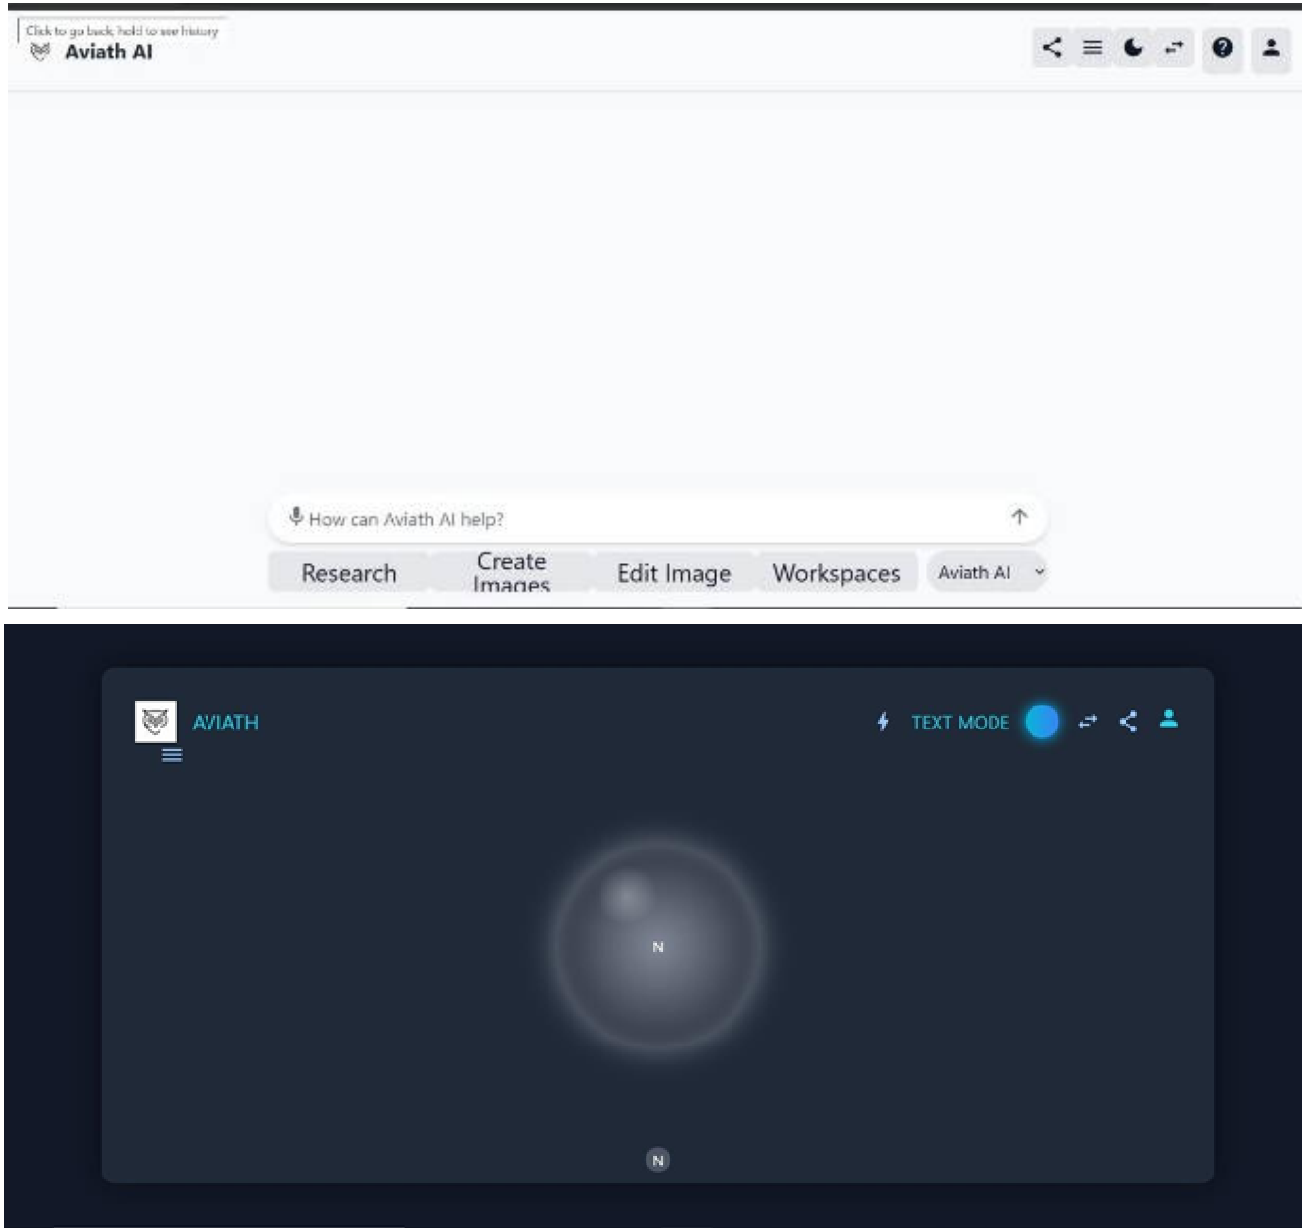 Click to go back, hold to see history
Aviath AI
How can Aviath AI help?
Research
Create
Images
Edit Image
Workspaces
Aviath AI
AVIATH
TEXT MODE
N
N